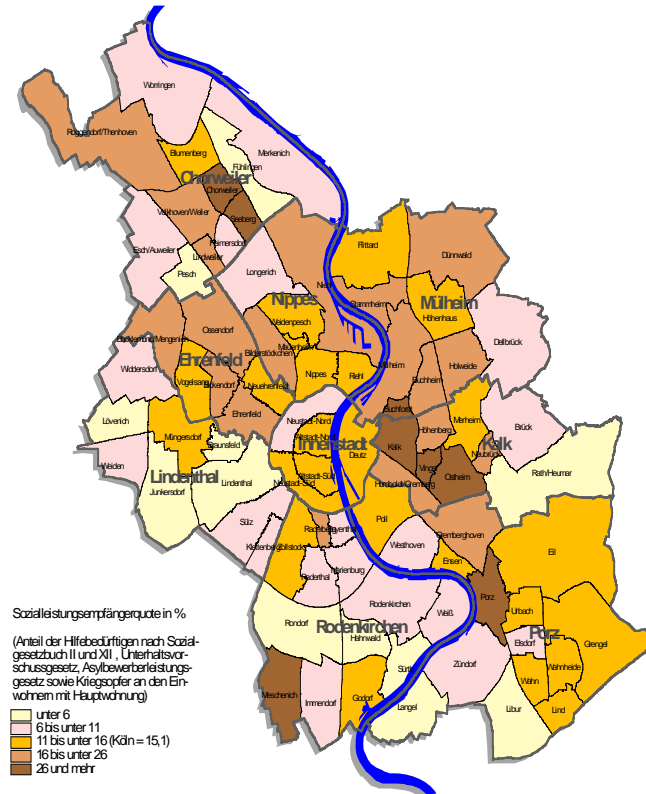 Worringen
Roggendorf/Thenhoven
Blumenberg
Merkenich
Fühlingen
Chorweiler
Chorweiler
Seeberg
Volkhoven/Weiler
Heimersdorf
Esch/Auweiler
Lindweiler
Pesch
Longerich
Rittard
Dünnwald
Niehl
Stammheim
Nippes
Mülheim
Höhenhaus
Weidenpesch
Ossendorf
Mauenheim
Bilderstöckchen
Dellbrück
Ehrenfeld
Widdersdorf
Vogelsang
Neuehrenfeld
Nippes
Riehl
Mülheim
Buchheim
Holweide
Ehrenfeld
Buchforst
Lövenich
Müngersdorf
Braunsfeld
Neustadt-Nord
Altstadt-Nord
Innenstadt
Deutz
Kalk
Höhenberg
Merheim
Brück
Kalk
Neubrück
Weiden
Lindenthal
Junkersdorf
Lindenthal
Altstadt-Süd
Neustadt-Süd
Vingst
Ostheim
Rath/Heumar
Humboldt/Gremberg
Sülz
Klettenberg
Zollstock
Raderberg
Bayenthal
Poll
Gremberghoven
Westhoven
Ensen
Eil
Raderthal
Marienburg
Rodenkirchen
Weiß
Porz
Urbach
Rondorf
Rodenkirchen
Hahnwald
Elsdorf
Porz
Grengel
Sürth
Zündorf
Wahn
Wahnheide
Meschenich
Immendorf
Godorf
Langel
Libur
Lind
Sozialleistungsempfängerquote in %
(Anteil der Hilfebedürftigen nach Sozial-
gesetzbuch II und XII , Unterhaltsvor-
schussgesetz, Asylbewerberleistungs-
gesetz sowie Kriegsopfer an den Ein-
wohnern mit Hauptwohnung)
unter 6
6 bis unter 11
11 bis unter 16 (Köln = 15,1)
16 bis unter 26
26 und mehr